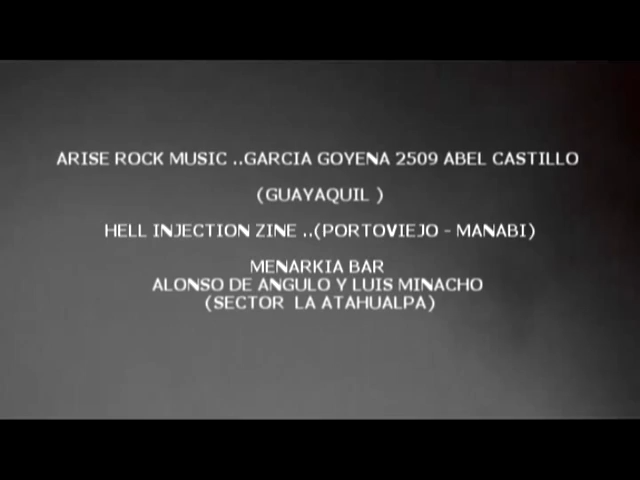 ARISE ROCK MUSIC ..GARCIA GOYENA 2509 ABEL CASTILLO
(GUAYAQUIL )
HELL INJECTION ZINE ..(PORTOVIEJO - MANABI)
MENARKIA BAR
ALONSO DE ANGULO Y LUIS MINACHO
(SECTOR LA ATAHUALPA)